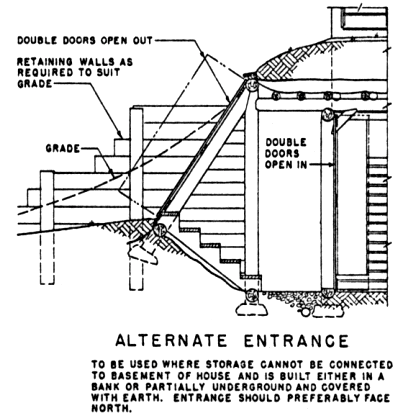 DOUBLE DOORS OPEN OUT
RETAINING WALLS AS
REQUIRED TO SUIT
GRADE
GRADE
DOUBLE
DOORS
OPEN IN
ALTERNATE ENTRANCE
TO BE USED WHERE STORAGE CANNOT BE CONNECTED
TO BASEMENT OF HOUSE AND IS BUILT EITHER IN A
BANK OR PARTIALLY UNDERGROUND AND COVERED
WITH EARTH. ENTRANCE SHOULD PREFERABLY FACE
NORTH.